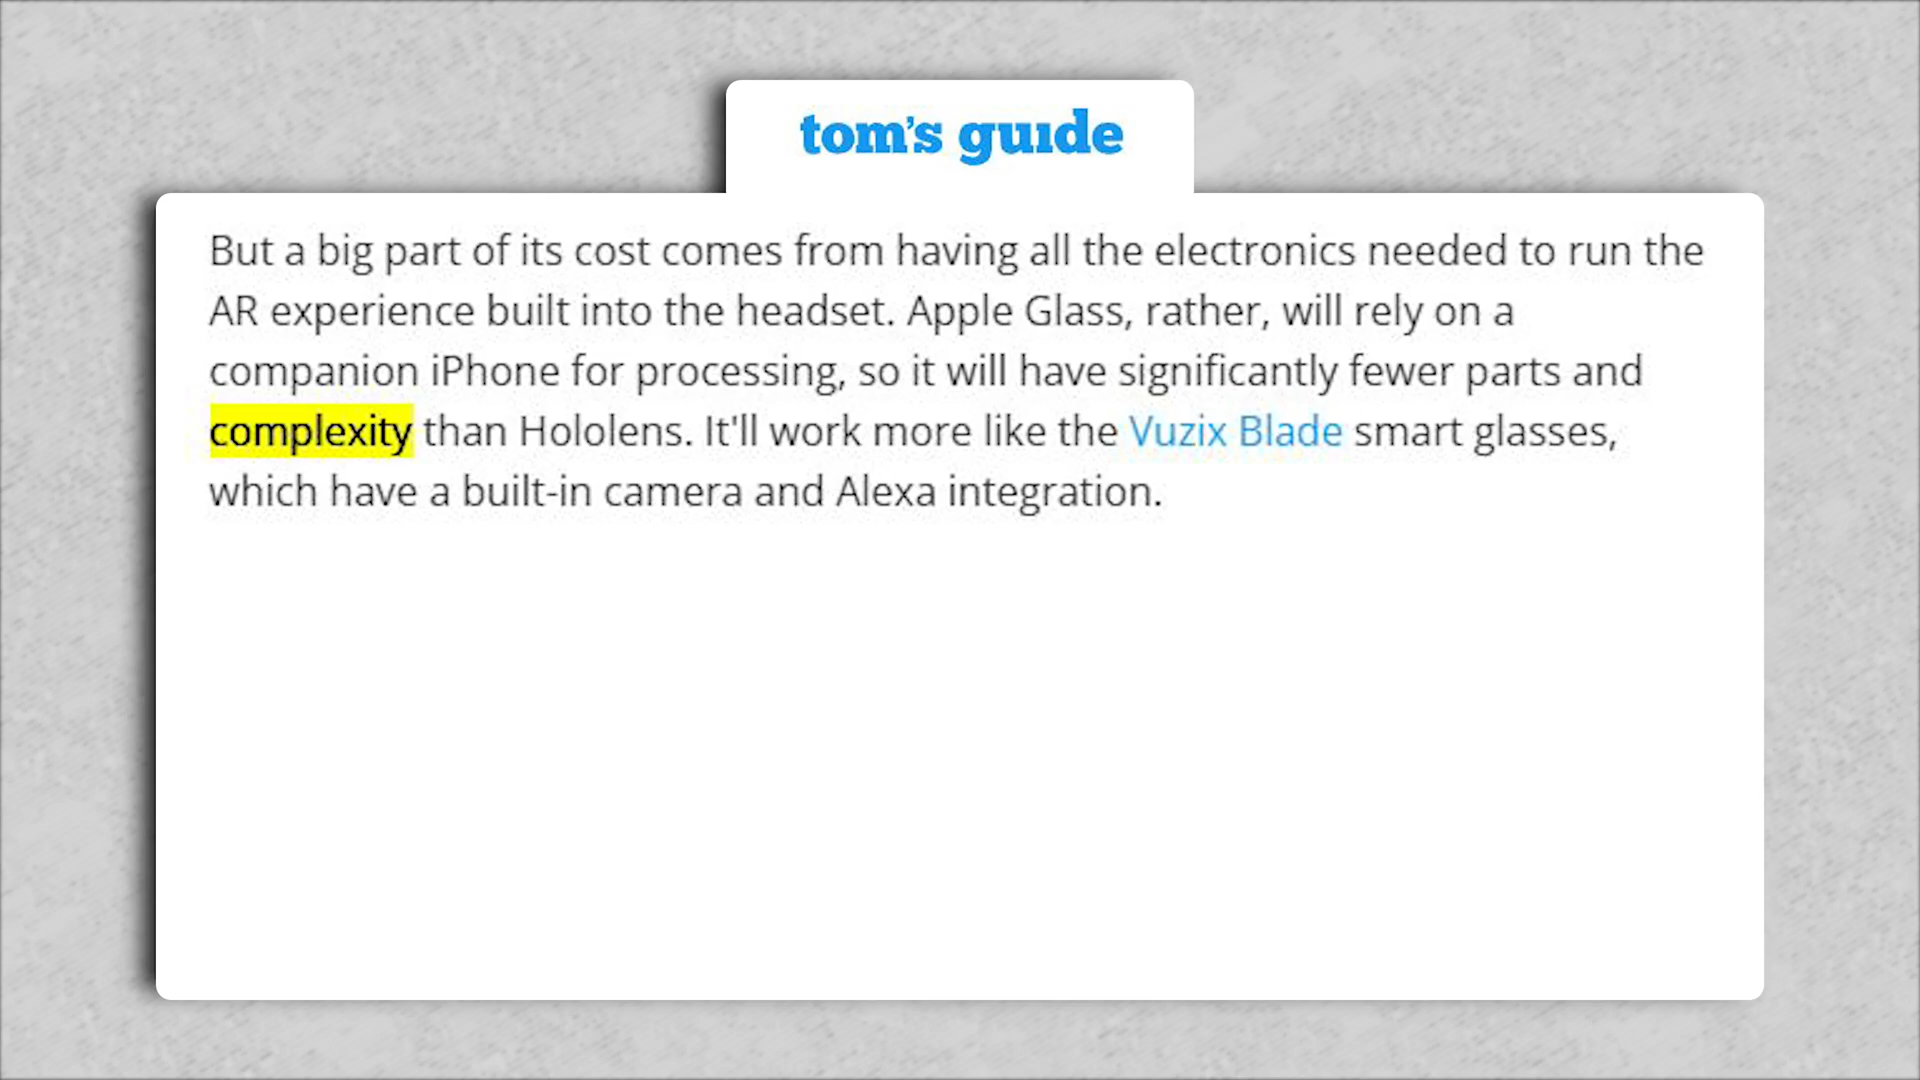 tom's guide
But a big part of its cost comes from having all the electronics needed to run the
AR experience built into the headset. Apple Glass, rather, will rely on a
companion iPhone for processing, so it will have significantly fewer parts and
complexity than Hololens. It'll work more like the Vuzix Blade smart glasses,
which have a built-in camera and Alexa integration.